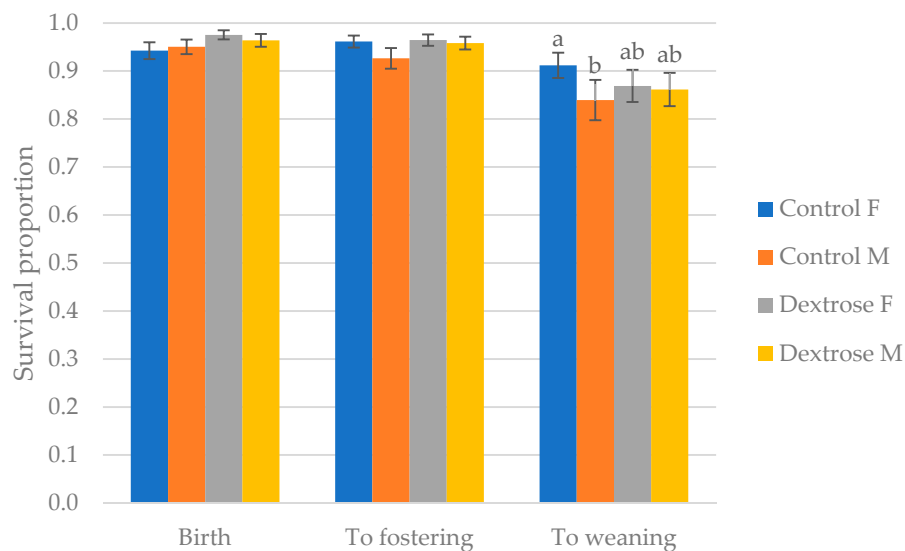 1.0
0.9
0.8
0.7
0.6
0.5
0.4
0.3
0.2
0.1
0.0
Survival proportion
a
b
ab
ab
Birth
To fostering
To weaning
Control F
Control M
Dextrose F
Dextrose M